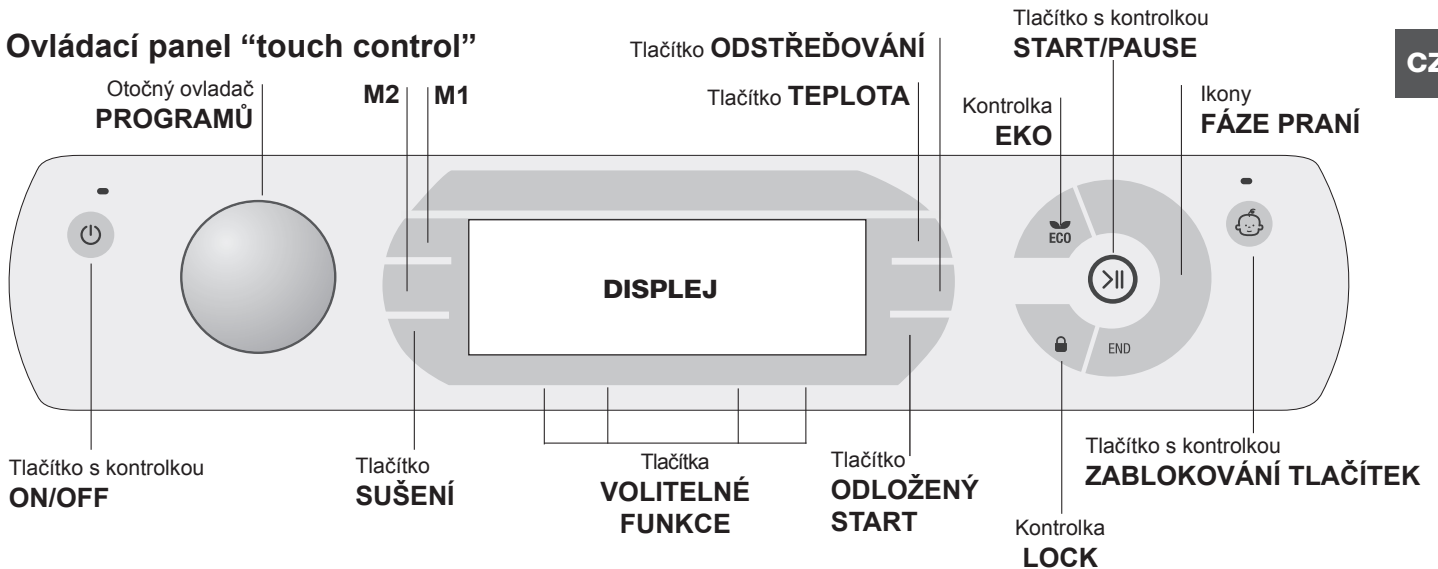 Ovládací panel “touch control”
CZ
Otočný ovladač
PROGRAMŮ
M2
M1
Tlačítko ODSTŘEĎOVÁNÍ
Tlačítko TEPLOTA
Tlačítko s kontrolkou
START/PAUSE
Kontrolka
EKO
Ikony
FÁZE PRANÍ
DISPLEJ
ECO
END
Tlačítko s kontrolkou
ON/OFF
Tlačítko
SUŠENÍ
Tlačítka
VOLITELNÉ
FUNKCE
Tlačítko
ODLOŽENÝ
START
Kontrolka
LOCK
Tlačítko s kontrolkou
ZABLOKOVÁNÍ TLAČÍTEK